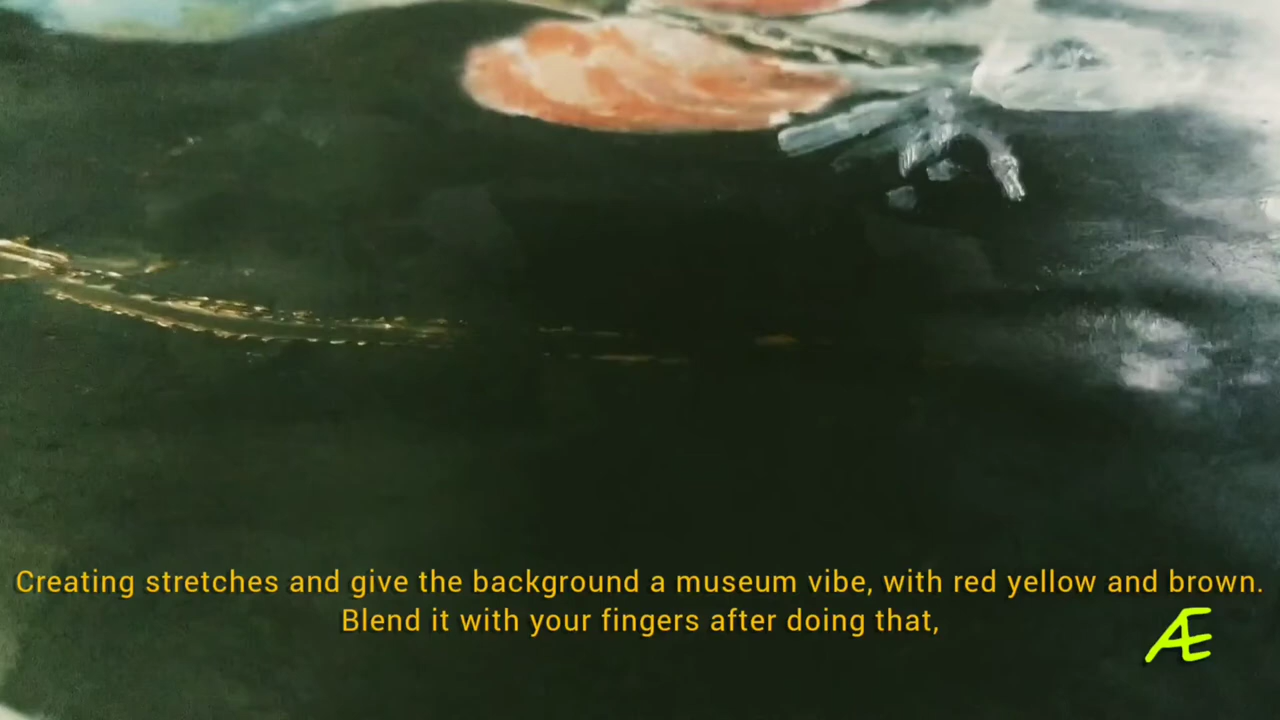 Creating stretches and give the background a museum vibe, with red yellow and brown.
Blend it with your fingers after doing that,
Æ